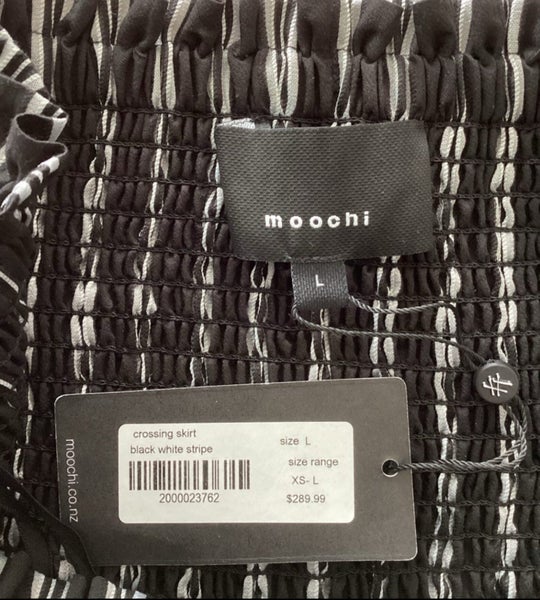 moochi
L
crossing skirt
black white stripe
2000023762
size L
size range
XS- L
$289.99
moochi.co.nz